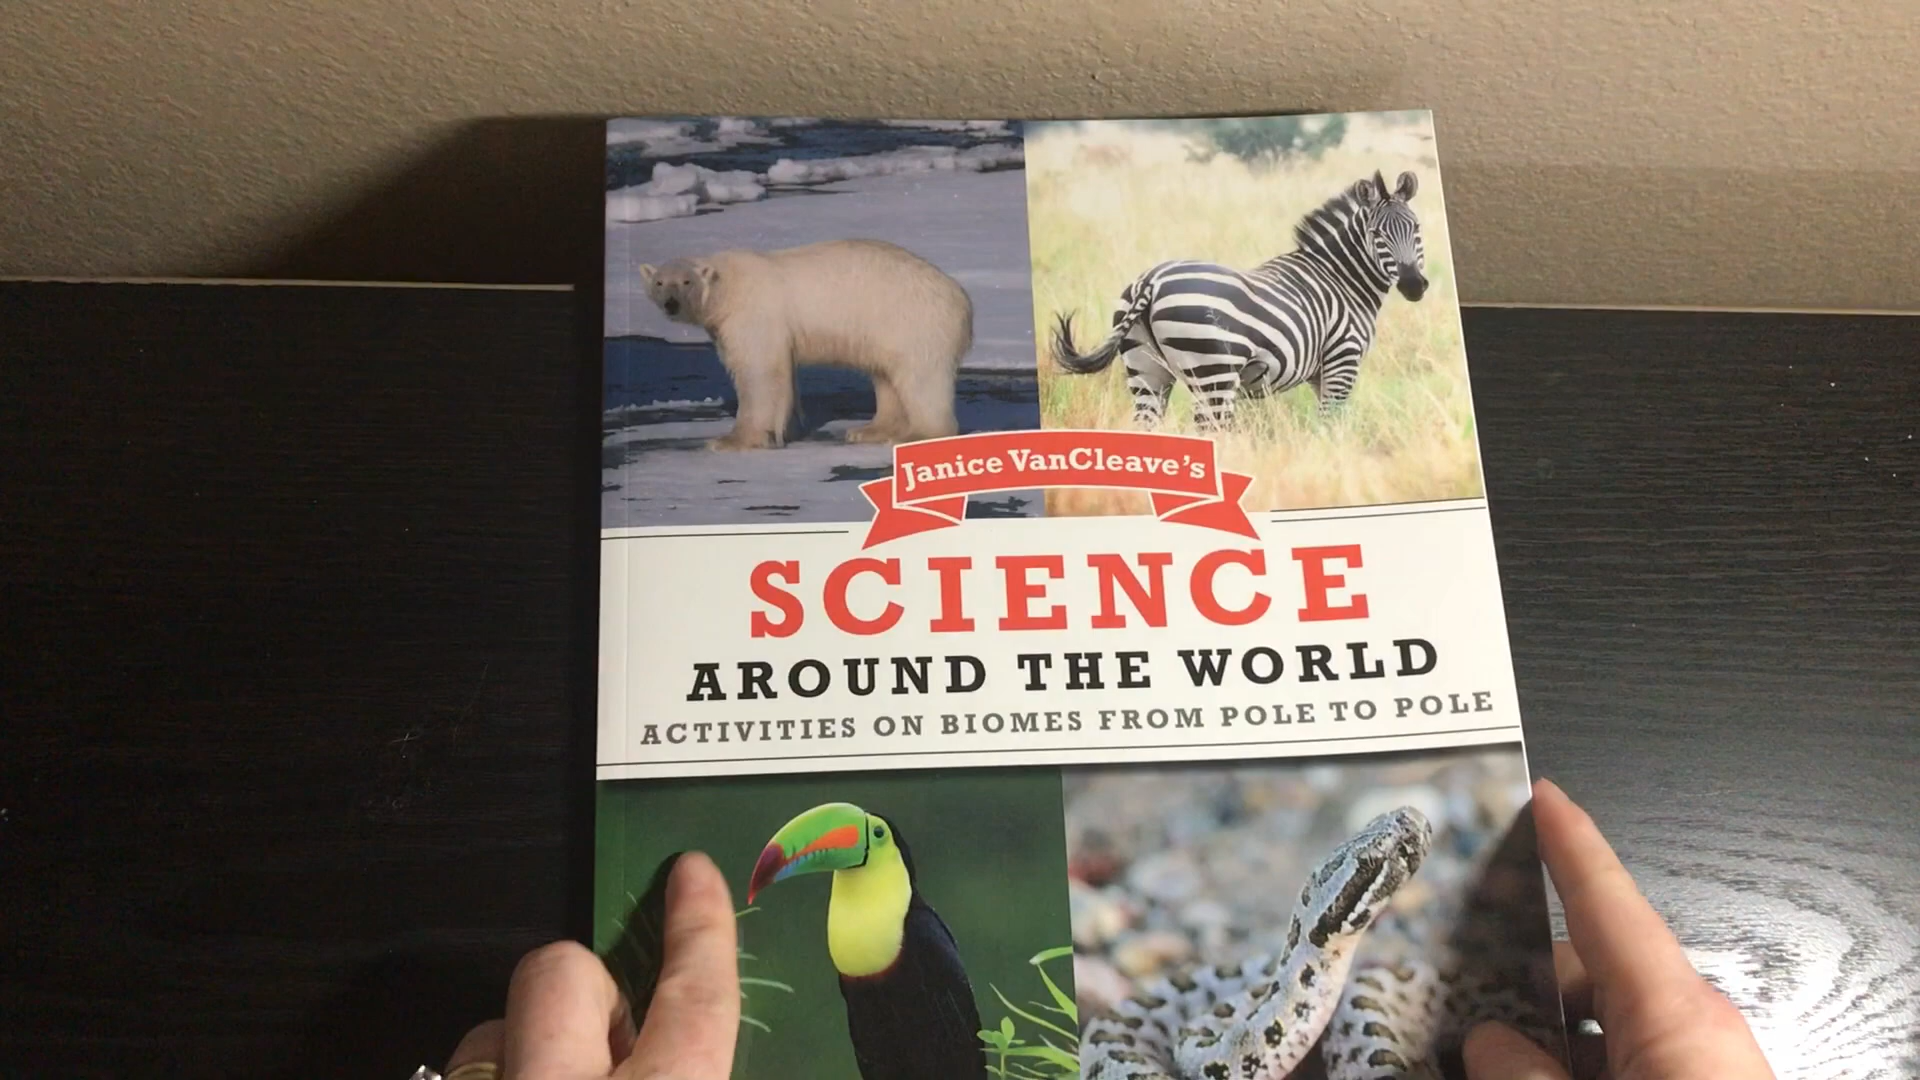 Janice VanCleave's
SCIENCE
AROUND THE WORLD
ACTIVITIES ON BIOMES FROM POLE TO POLE